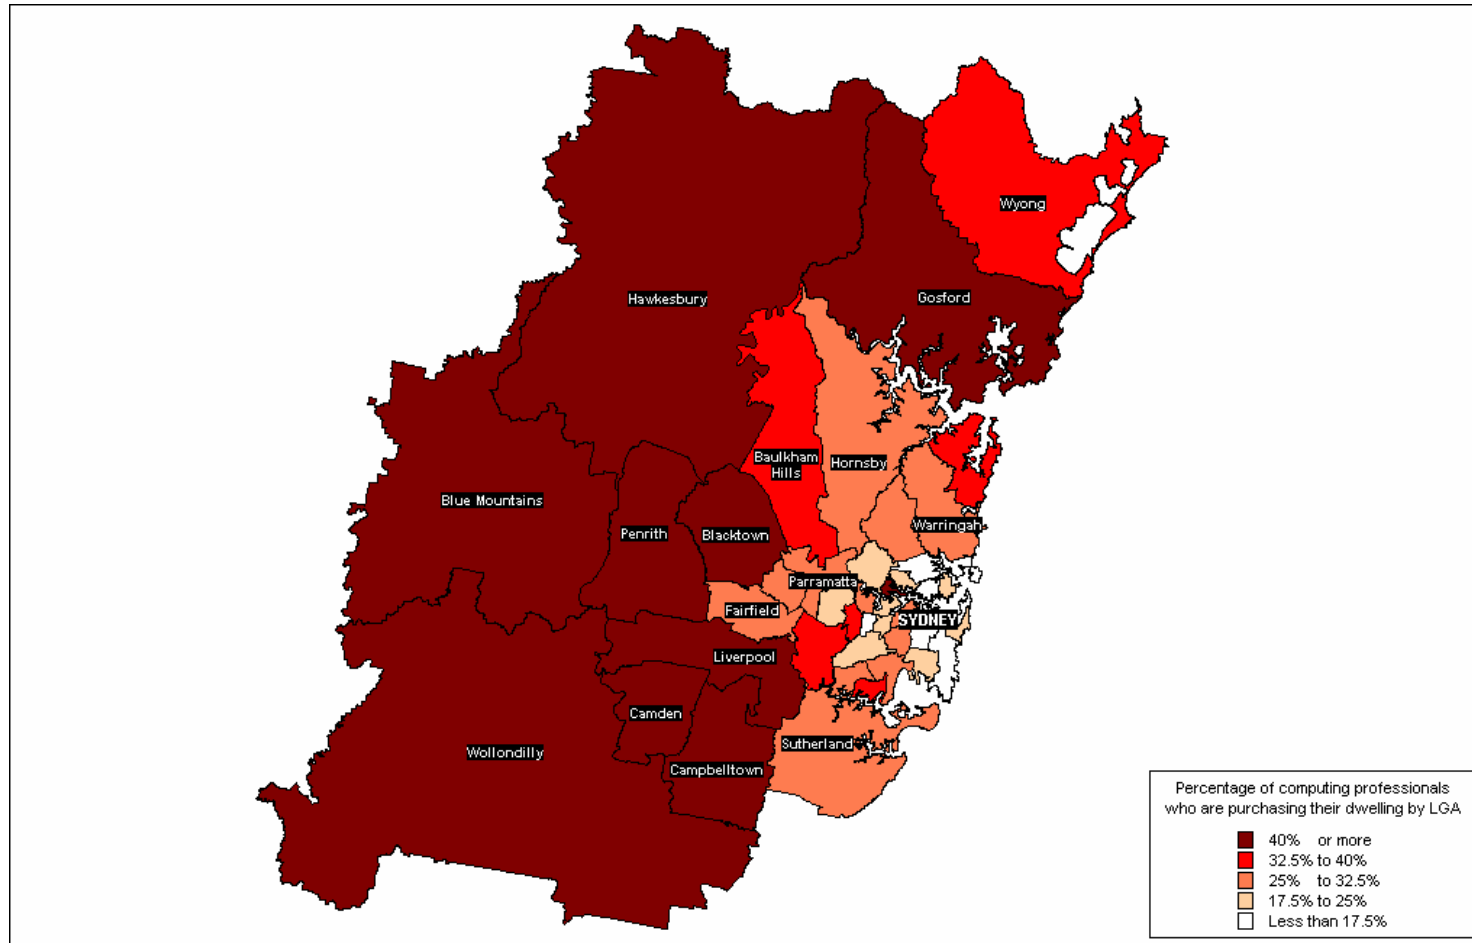 Wyong
Hawkesbury
Gosford
Baulkham
Hills
Hornsby
Blue Mountains
Penrith
Blacktown
Warringah
Parramatta
Fairfield
SYDNEY
Liverpool
Camden
Sutherland
Wollondilly
Campbelltown
Percentage of computing professionals
who are purchasing their dwelling by LGA
40% or more
32.5% to 40%
25% to 32.5%
17.5% to 25%
Less than 17.5%